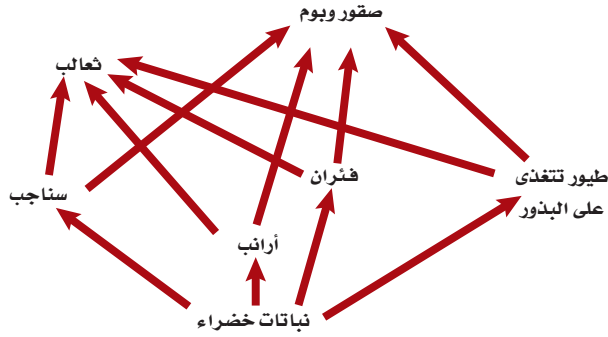 صقور وبوم
ثعالب
طيور تتغذى
على البذور
فئران
سناجب
أرانب
نباتات خضراء